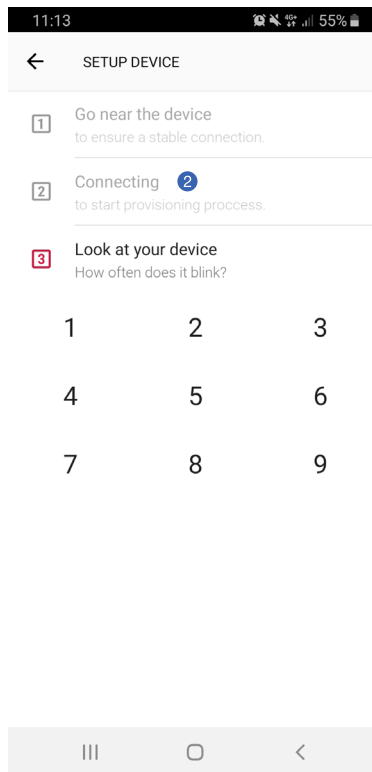 11:13 4G+ 55%
SETUP DEVICE
1 Go near the device
to ensure a stable connection.
2 Connecting 2
to start provisioning proccess.
3 Look at your device
How often does it blink?
1 2 3
4 5 6
7 8 9